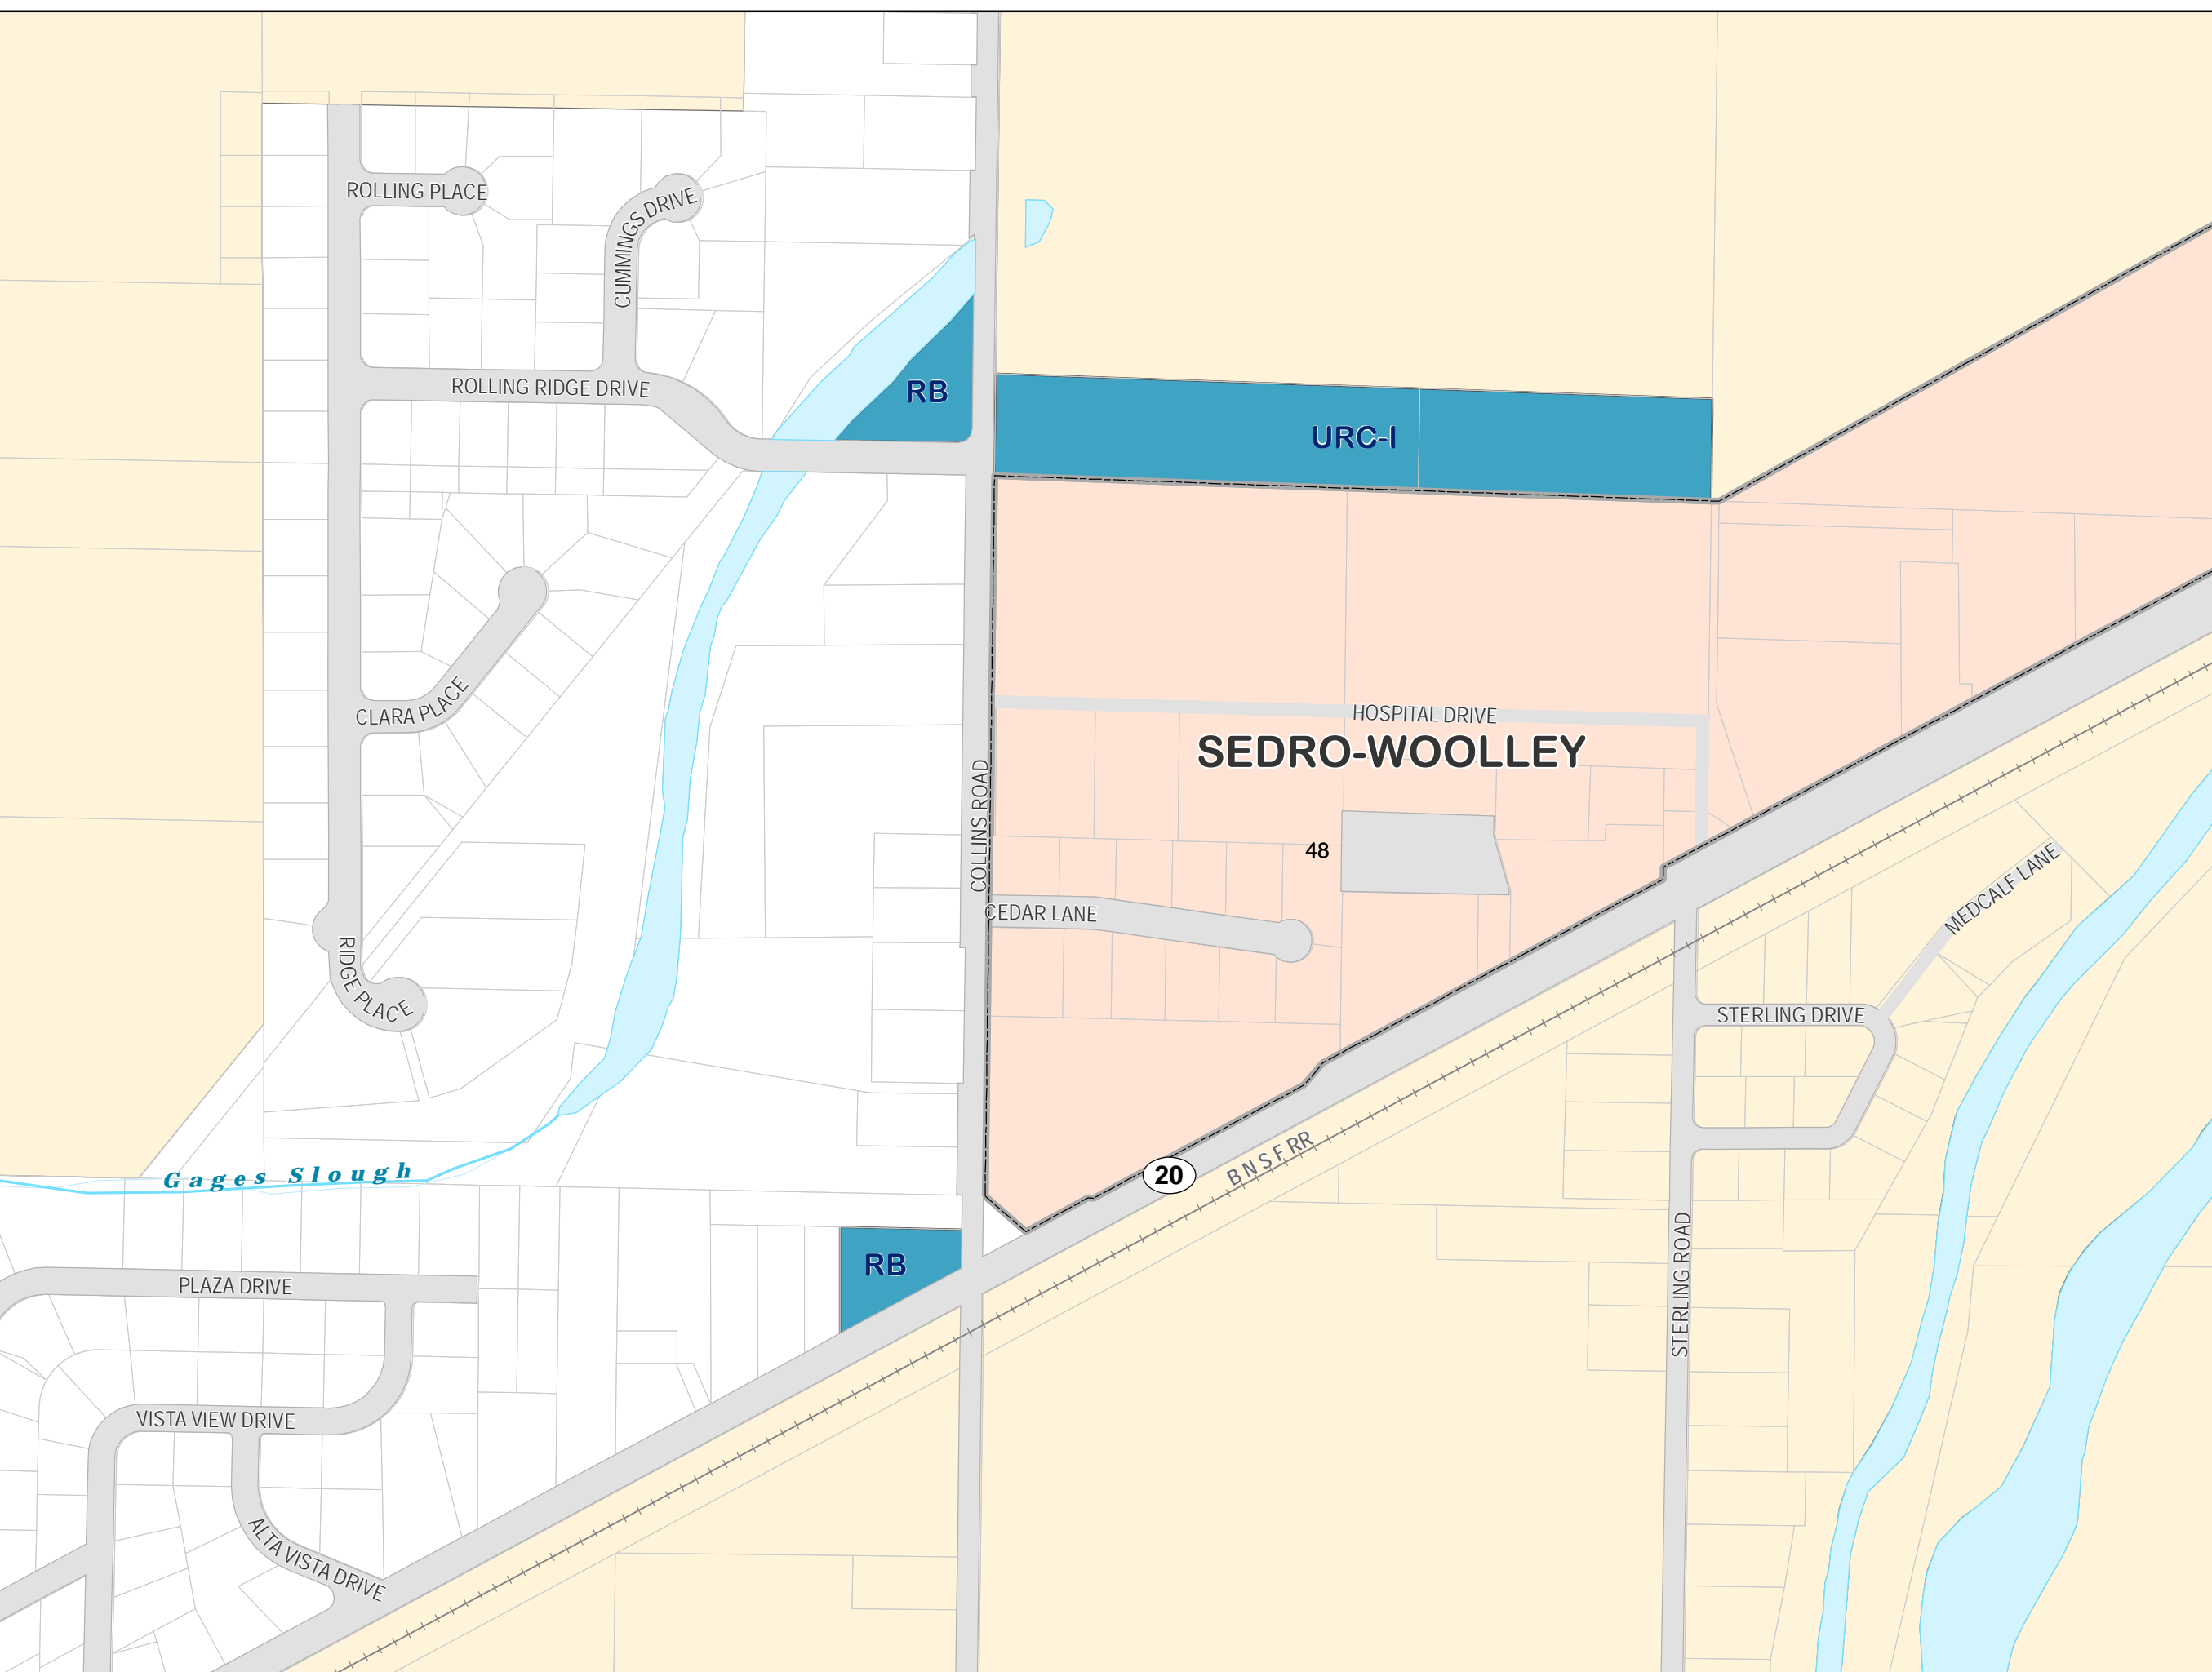 ROLLING PLACE
CUMMINGS DRIVE
ROLLING RIDGE DRIVE
RB
URC-I
CLARA PLACE
HOSPITAL DRIVE
SEDRO-WOOLLEY
COLLINS ROAD
48
CEDAR LANE
MEDCALF LANE
RIDGE PLACE
STERLING DRIVE
BNSF RR
20
Gages Slough
RB
STERLING ROAD
PLAZA DRIVE
VISTA VIEW DRIVE
ALTA VISTA DRIVE